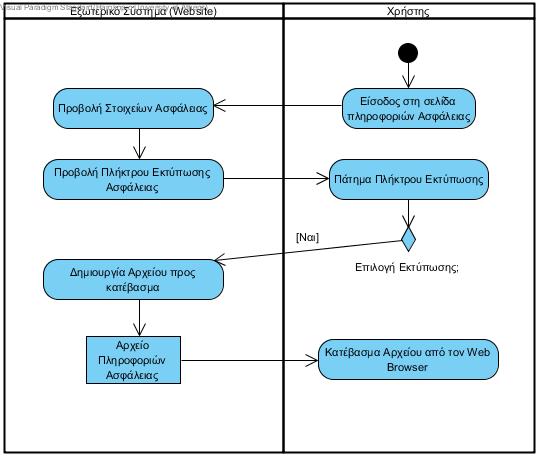 Visual Paradigm Standard
Εξωτερικό Σύστημα (Website)
Χρήστης
Είσοδος στη σελίδα
πληροφοριών Ασφάλειας
Προβολή Στοιχείων Ασφάλειας
Προβολή Πλήκτρου Εκτύπωσης
Ασφάλειας
Πάτημα Πλήκτρου Εκτύπωσης
[Ναι]
Επιλογή Εκτύπωσης;
Δημιουργία Αρχείου προς
κατέβασμα
Αρχείο
Πληροφοριών
Ασφάλειας
Κατέβασμα Αρχείου από τον Web
Browser